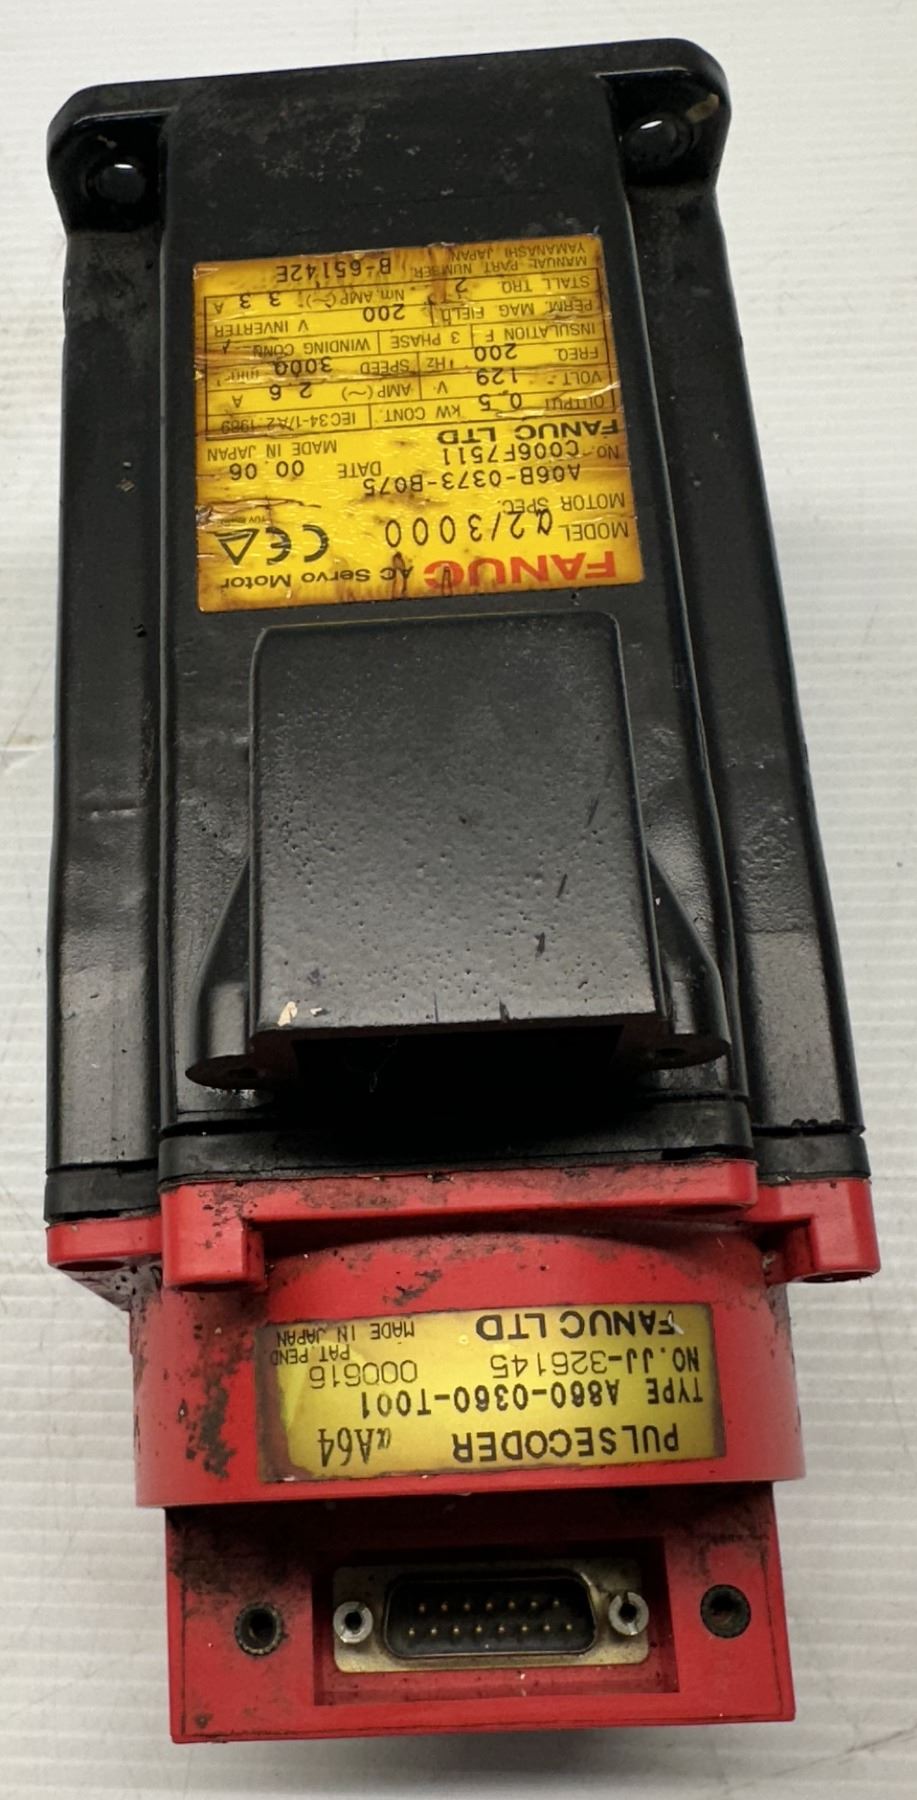 FANUC AC Servo Motor
MODEL α2/3000
CE
MOTOR SPEC.
A06B-0373-B075
NO. C006F7511 DATE 00.06
FANUC LTD MADE IN JAPAN
OUTPUT 0.5 kW CONT. IEC34-1/A2.1989
VOLT 129 V AMP(~) 2.6 A
FREQ. 200 Hz SPEED 3000
INSULATION F 3 PHASE WINDING CONN.
PERM. MAG FIELD 200 V INVERTER
STALL TRQ. 2 Nm, AMP(~) 3.3 A
MANUAL PART NUMBER B-65142E
YAMANASHI JAPAN
PULSECODER αA64
TYPE A860-0360-T001
NO. JJ-326145 000616
PAT. PEND.
FANUC LTD MADE IN JAPAN